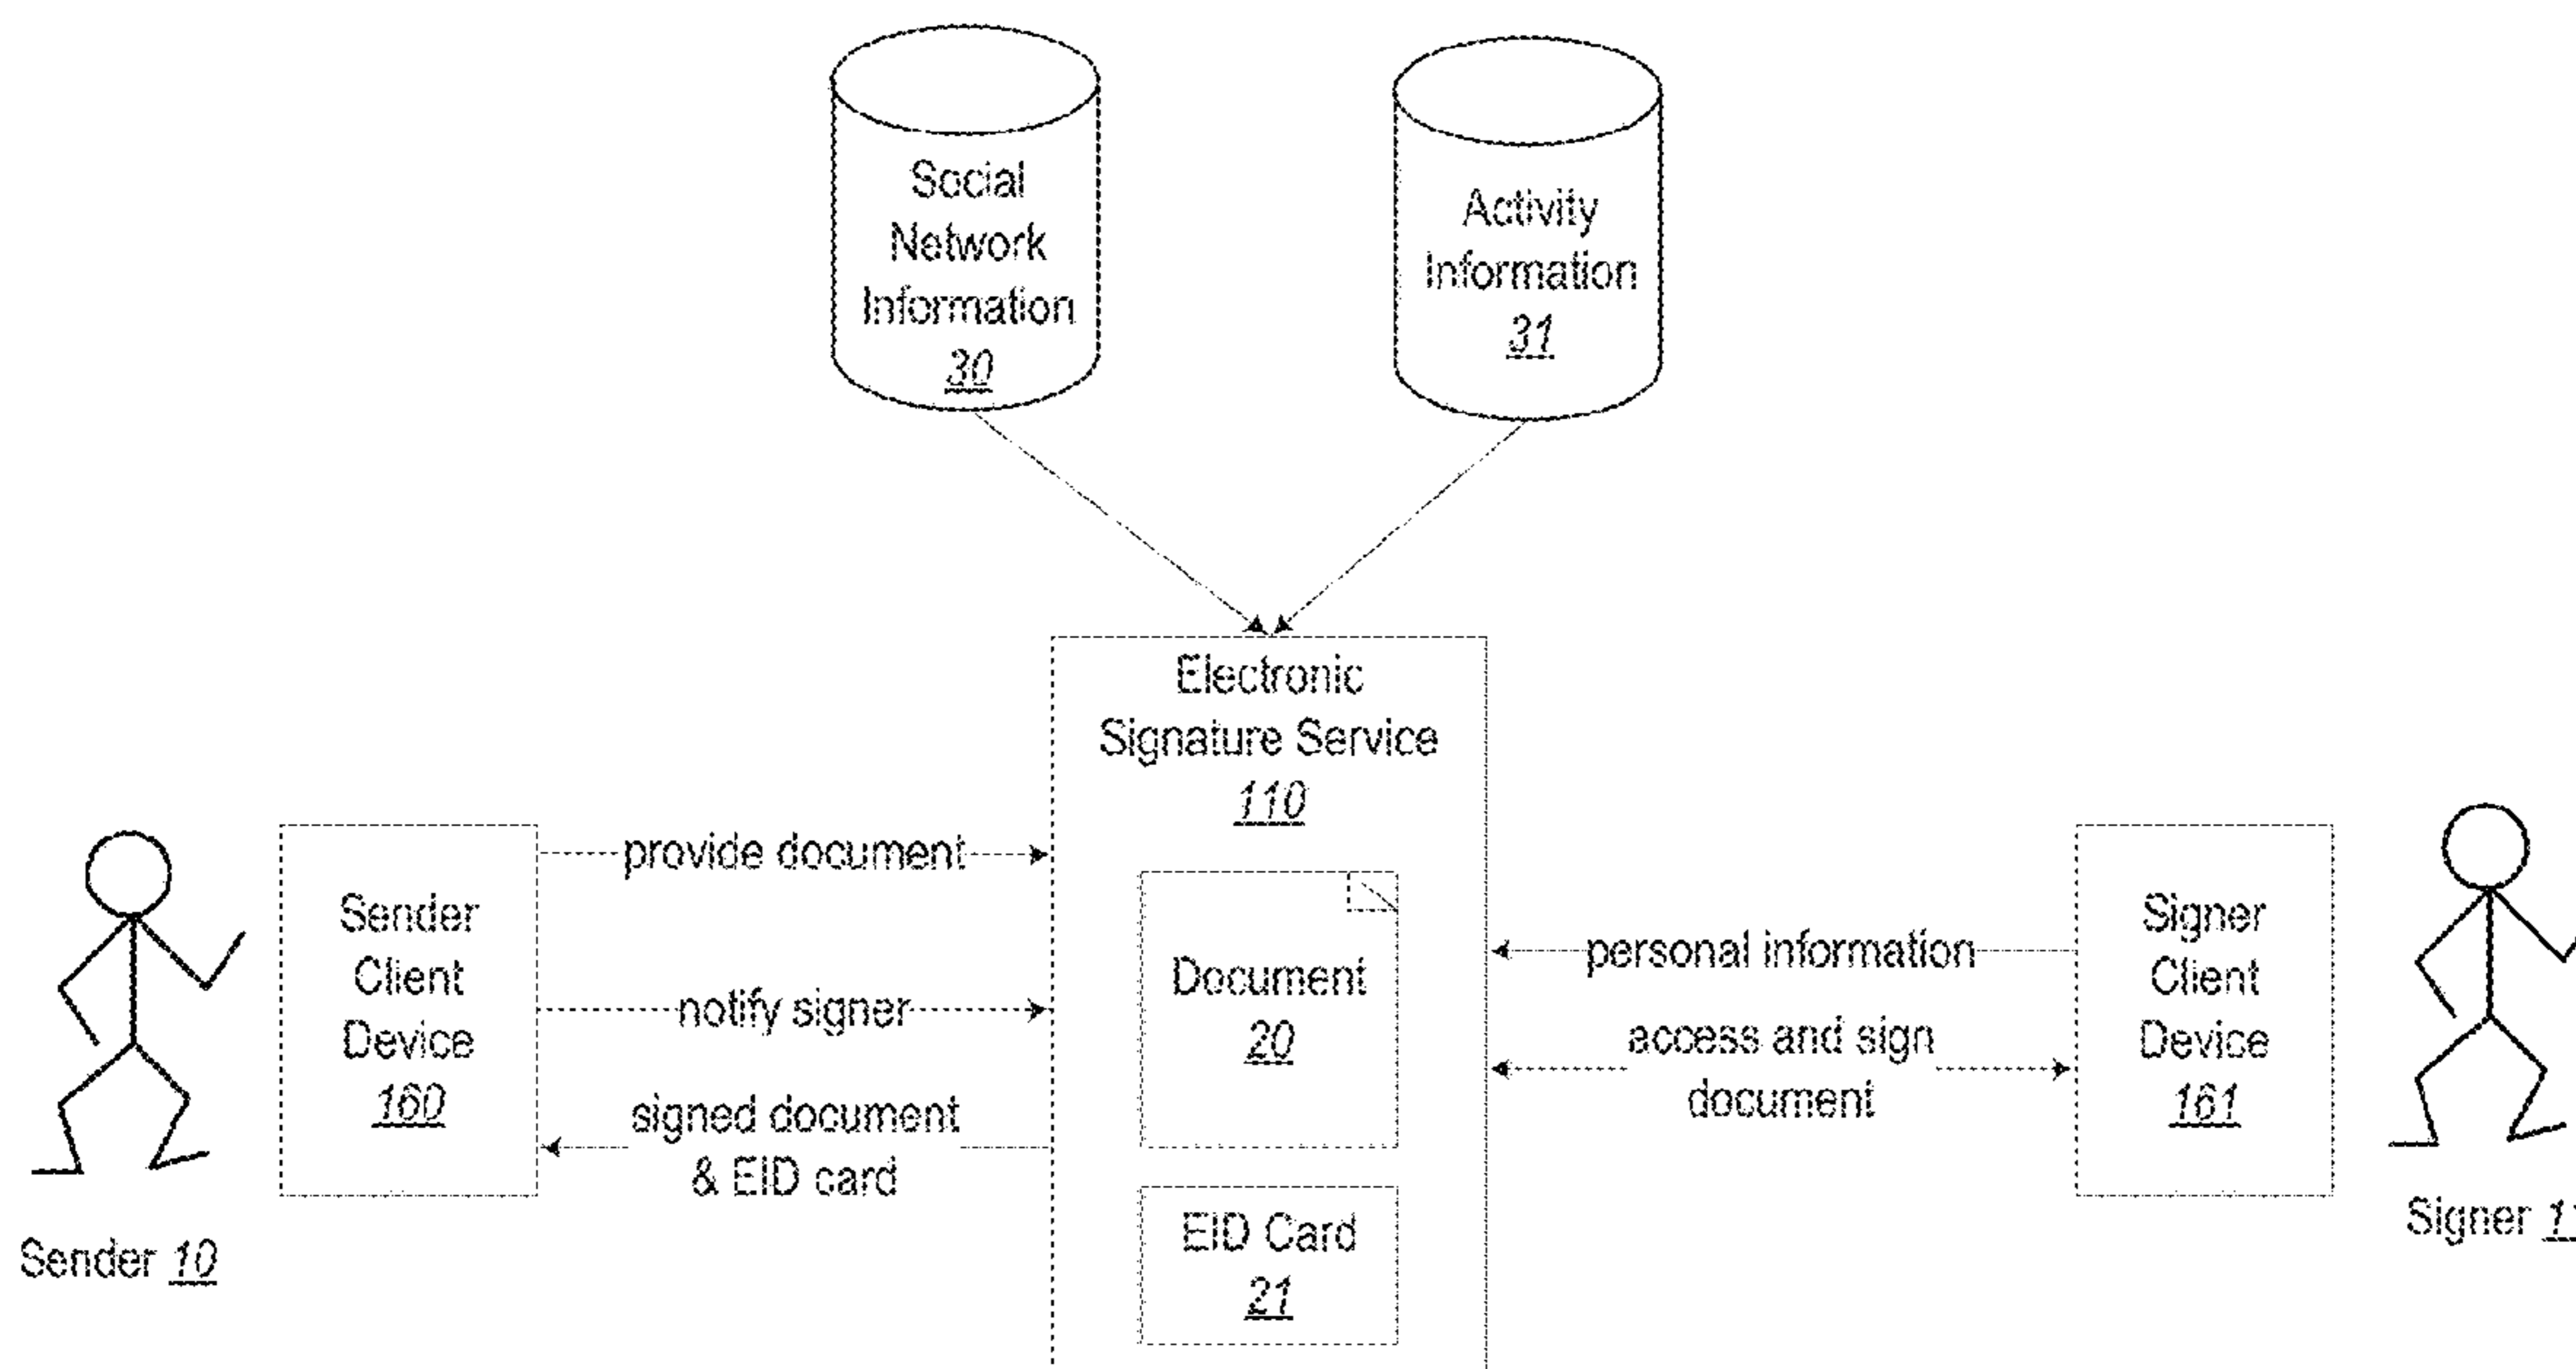 Social
Network
Information
30
Activity
Information
31
Electronic
Signature Service
110
provide document
notify signer
signed document
& EID card
Sender
Client
Device
160
Document
20
EID Card
21
personal information
access and sign
document
Signer
Client
Device
161
Sender 10
Signer